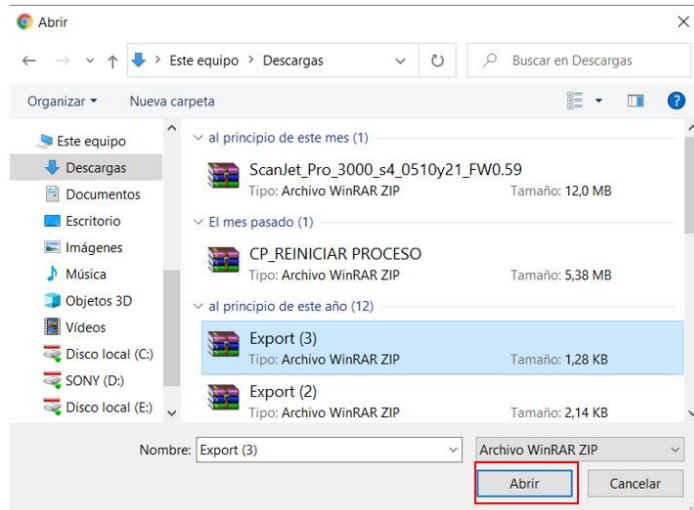 Abrir
Este equipo > Descargas
Buscar en Descargas
Organizar
Nueva carpeta
?
Este equipo
Descargas
Documentos
Escritorio
Imágenes
Música
Objetos 3D
Vídeos
Disco local (C:)
SONY (D:)
Disco local (E:)
al principio de este mes (1)
ScanJet_Pro_3000_s4_0510y21_FW0.59
Tipo: Archivo WinRAR ZIP Tamaño: 12,0 MB
El mes pasado (1)
CP_REINICIAR PROCESO
Tipo: Archivo WinRAR ZIP Tamaño: 5,38 MB
al principio de este año (12)
Export (3)
Tipo: Archivo WinRAR ZIP Tamaño: 1,28 KB
Export (2)
Tipo: Archivo WinRAR ZIP Tamaño: 2,14 KB
Nombre: Export (3)
Archivo WinRAR ZIP
Abrir
Cancelar